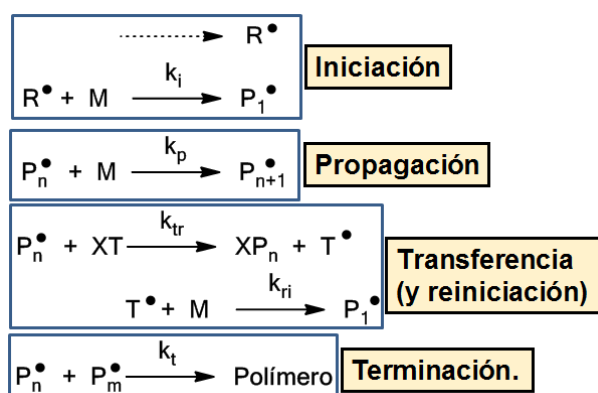 R•
Iniciación
R• + M ki P1•
Pn• + M kp Pn+1•
Propagación
Pn• + XT ktr XPn + T•
Transferencia
(y reiniciación)
T• + M kri P1•
Pn• + Pm• kt Polímero
Terminación.